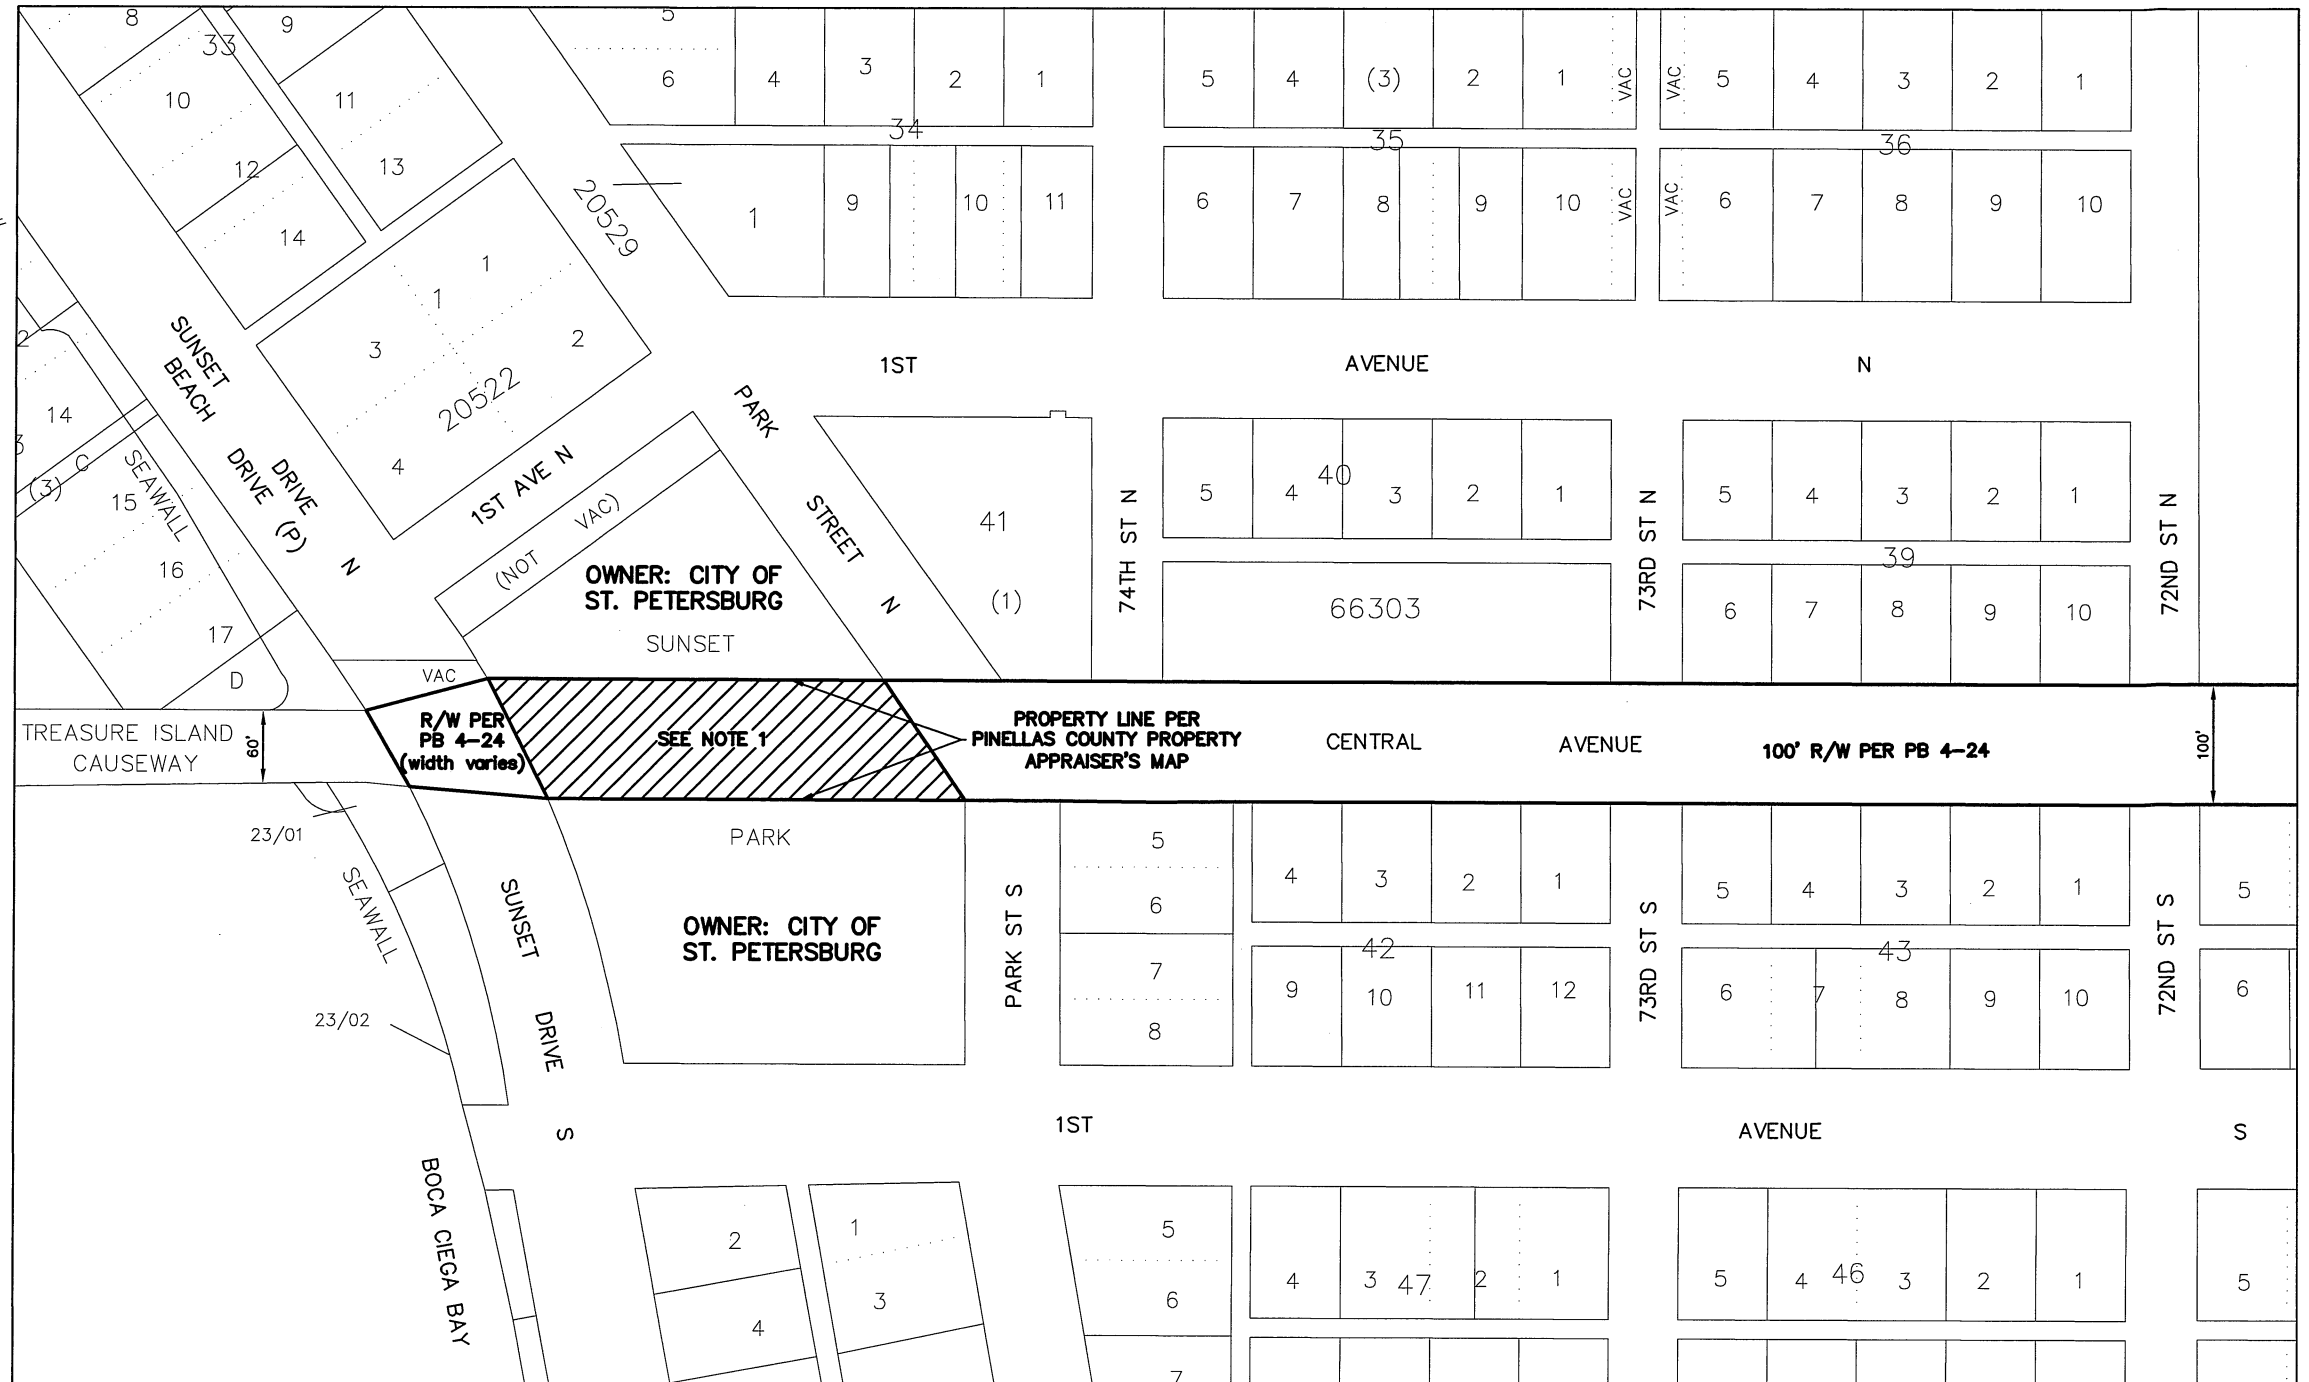 8
33
9
5
6
4
3
2
1
5
4
(3)
2
1
VAC
VAC
5
4
3
2
1
10
11
34
35
36
12
13
14
20529
1
9
10
11
6
7
8
9
10
VAC
VAC
6
7
8
9
10
1
1
3
2
20522
4
SUNSET
BEACH
DRIVE
DRIVE (P)
N
2
14
3
C
(3)
15
SEAWALL
16
17
D
1ST
AVENUE
N
PARK
STREET
N
1ST AVE N
(NOT
VAC)
OWNER: CITY OF
ST. PETERSBURG
SUNSET
41
(1)
74TH ST N
5
4
40
3
2
1
66303
73RD ST N
5
4
3
2
1
39
6
7
8
9
10
72ND ST N
VAC
TREASURE ISLAND
CAUSEWAY
60'
R/W PER
PB 4-24
(width varies)
SEE NOTE 1
PROPERTY LINE PER
PINELLAS COUNTY PROPERTY
APPRAISER'S MAP
CENTRAL
AVENUE
100' R/W PER PB 4-24
100'
23/01
SEAWALL
23/02
SUNSET
DRIVE
S
PARK
OWNER: CITY OF
ST. PETERSBURG
PARK ST S
5
6
7
8
4
3
2
1
42
9
10
11
12
73RD ST S
5
4
3
2
1
43
6
7
8
9
10
72ND ST S
5
6
1ST
AVENUE
S
BOCA CIEGA BAY
2
4
1
3
5
6
7
4
3
47
2
1
5
4
46
3
2
1
5